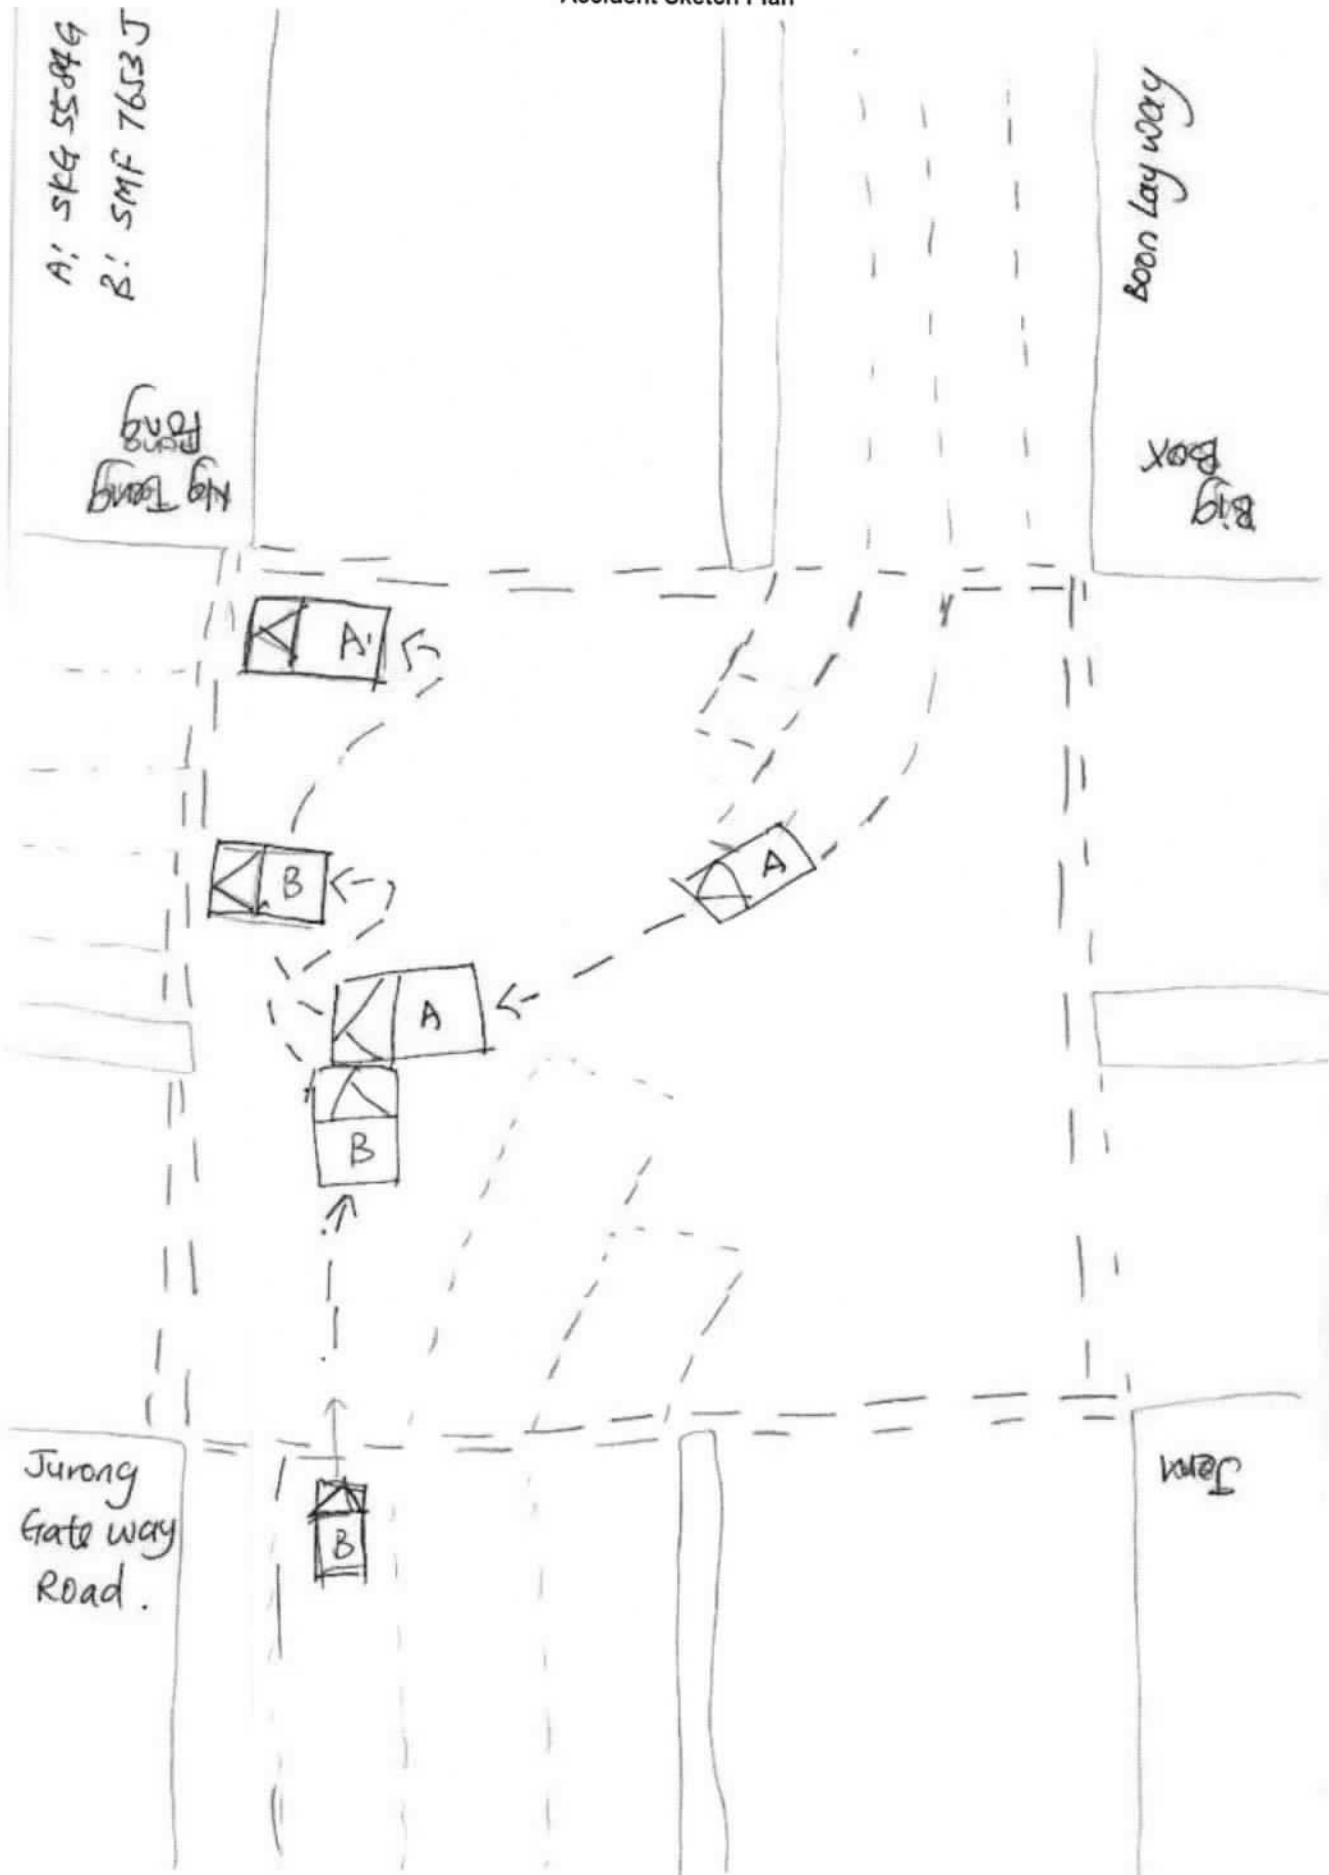 Accident Sketch Plan
A: SKG 5584G
B: SMF 7653J
Boon Lay Way
Ng Teng
Fong
Big
Box
A'
A
B
A
B
Jurong
Gate way
Road.
B
Jem